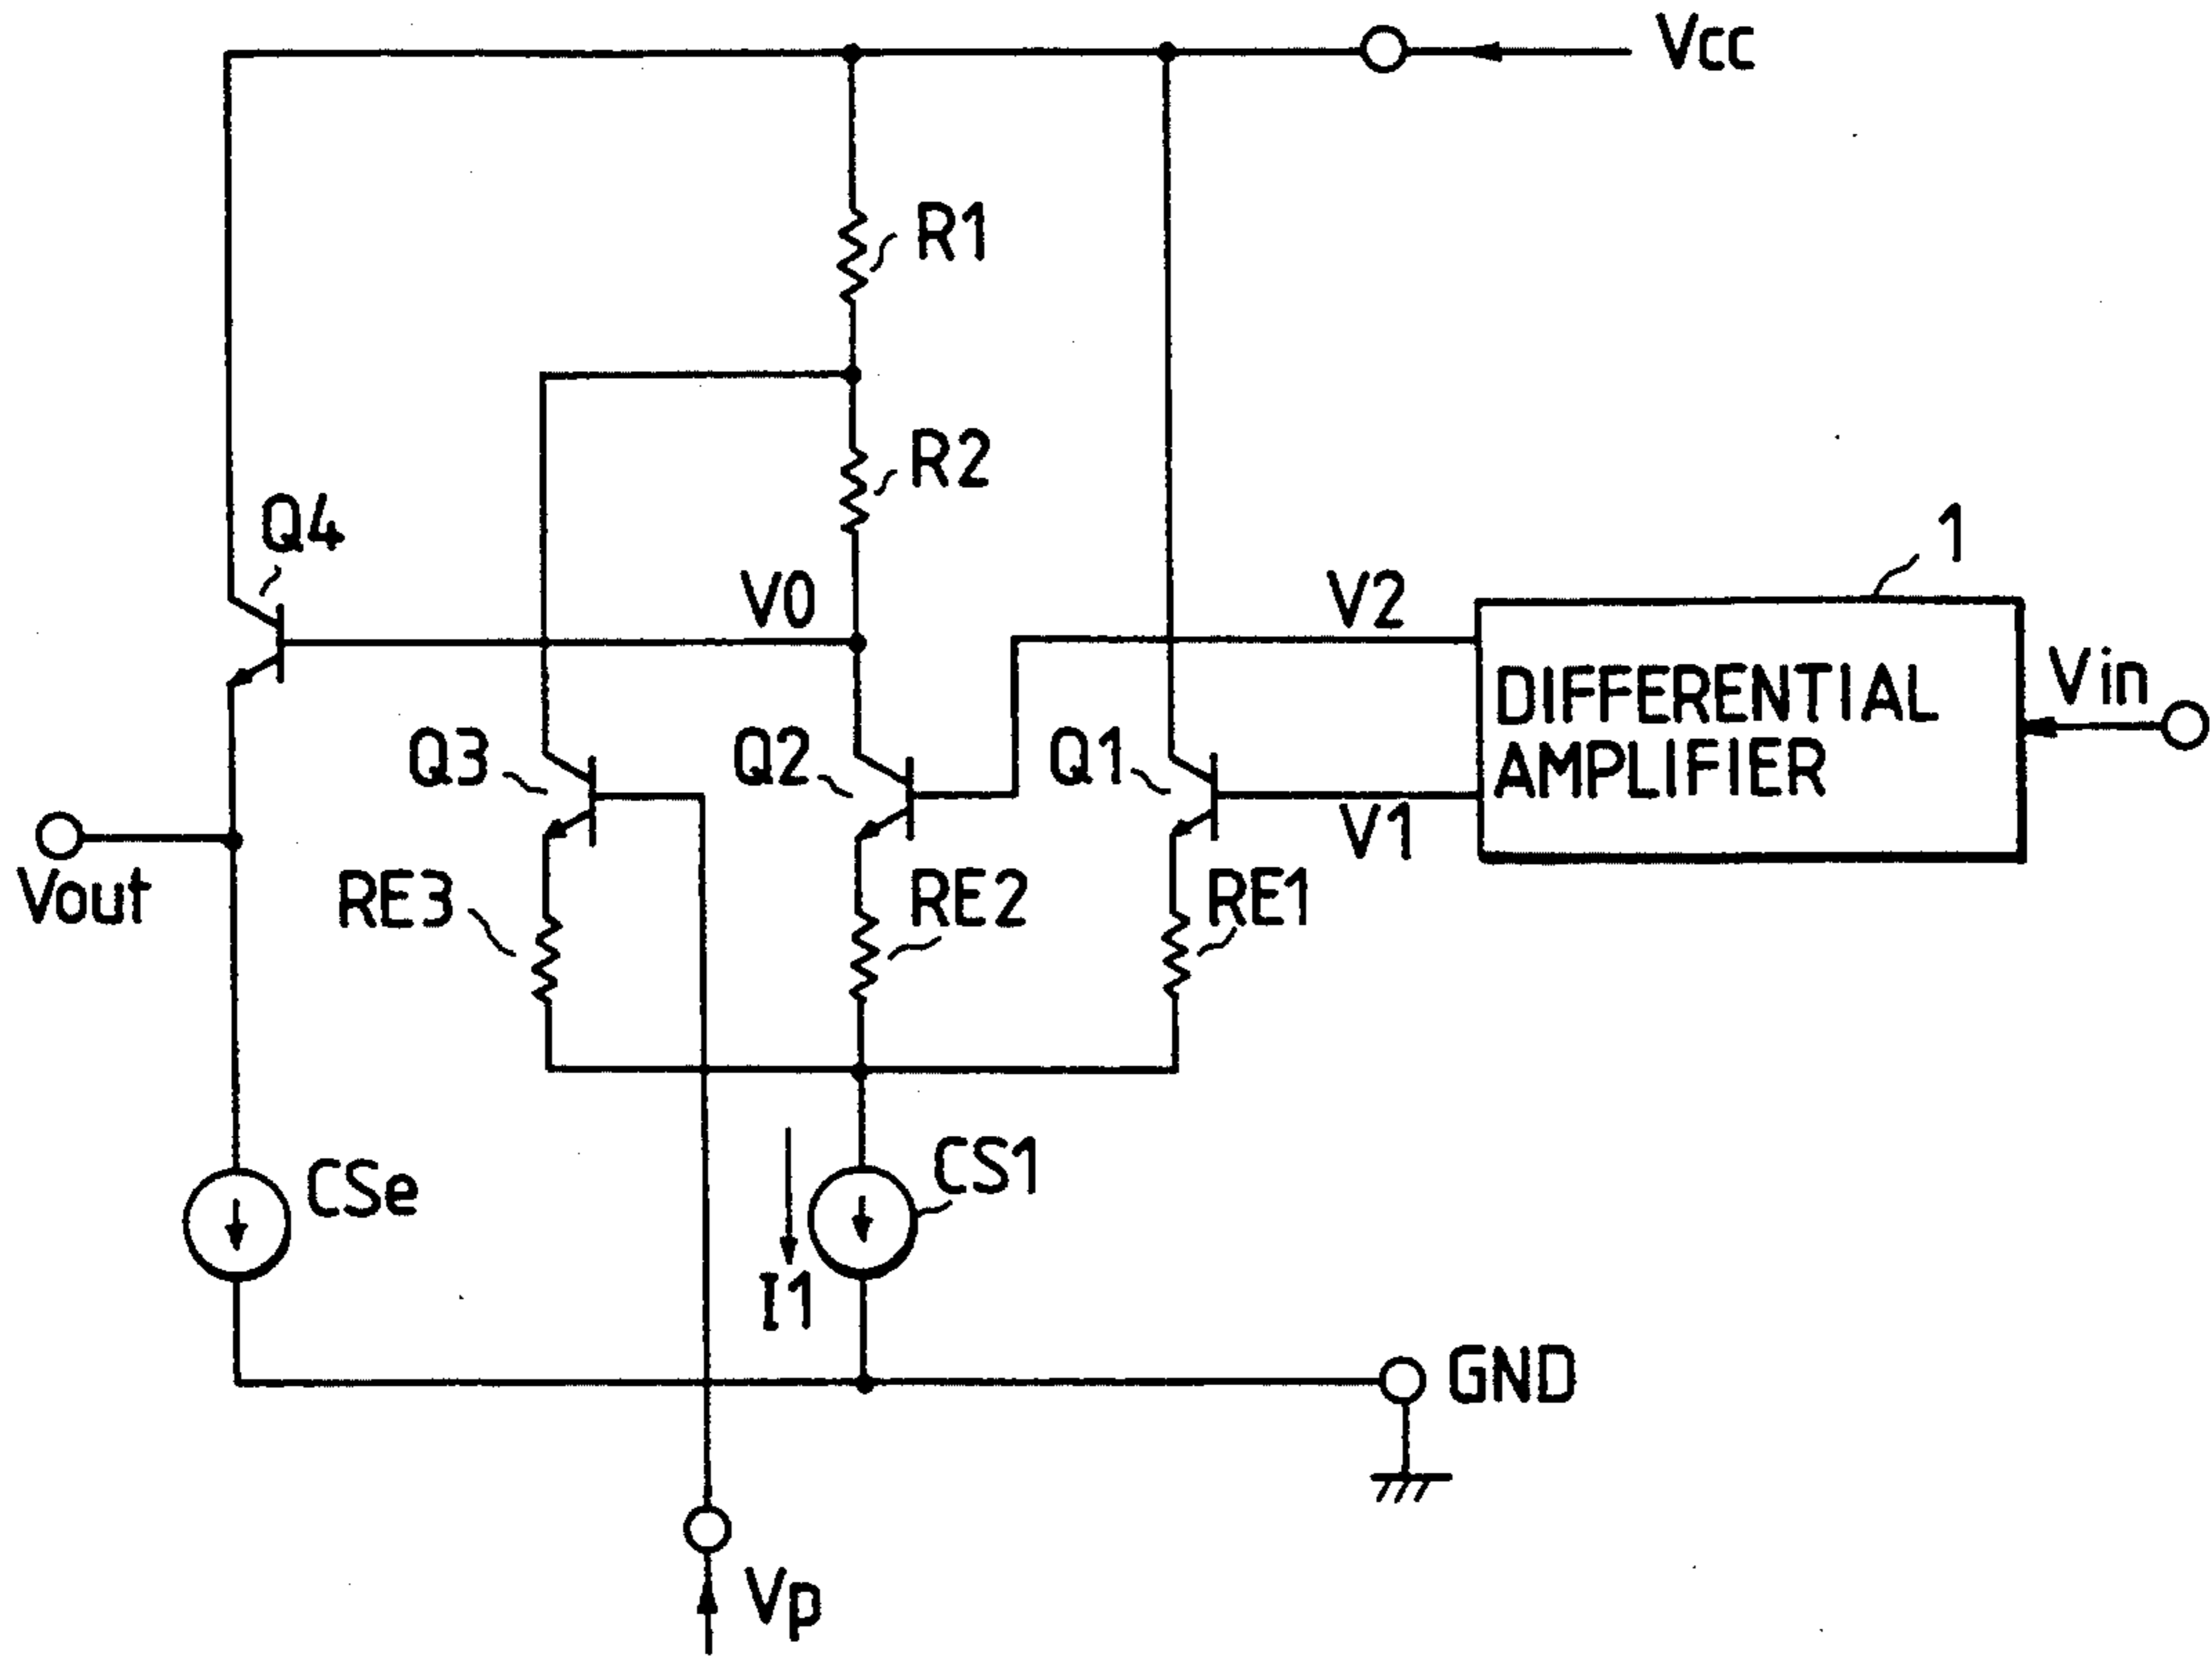 Vcc
R1
R2
Q4
1
V0
V2
DIFFERENTIAL
AMPLIFIER
Vin
Q3
Q2
Q1
V1
Vout
RE3
RE2
RE1
CSe
CS1
I1
GND
Vp